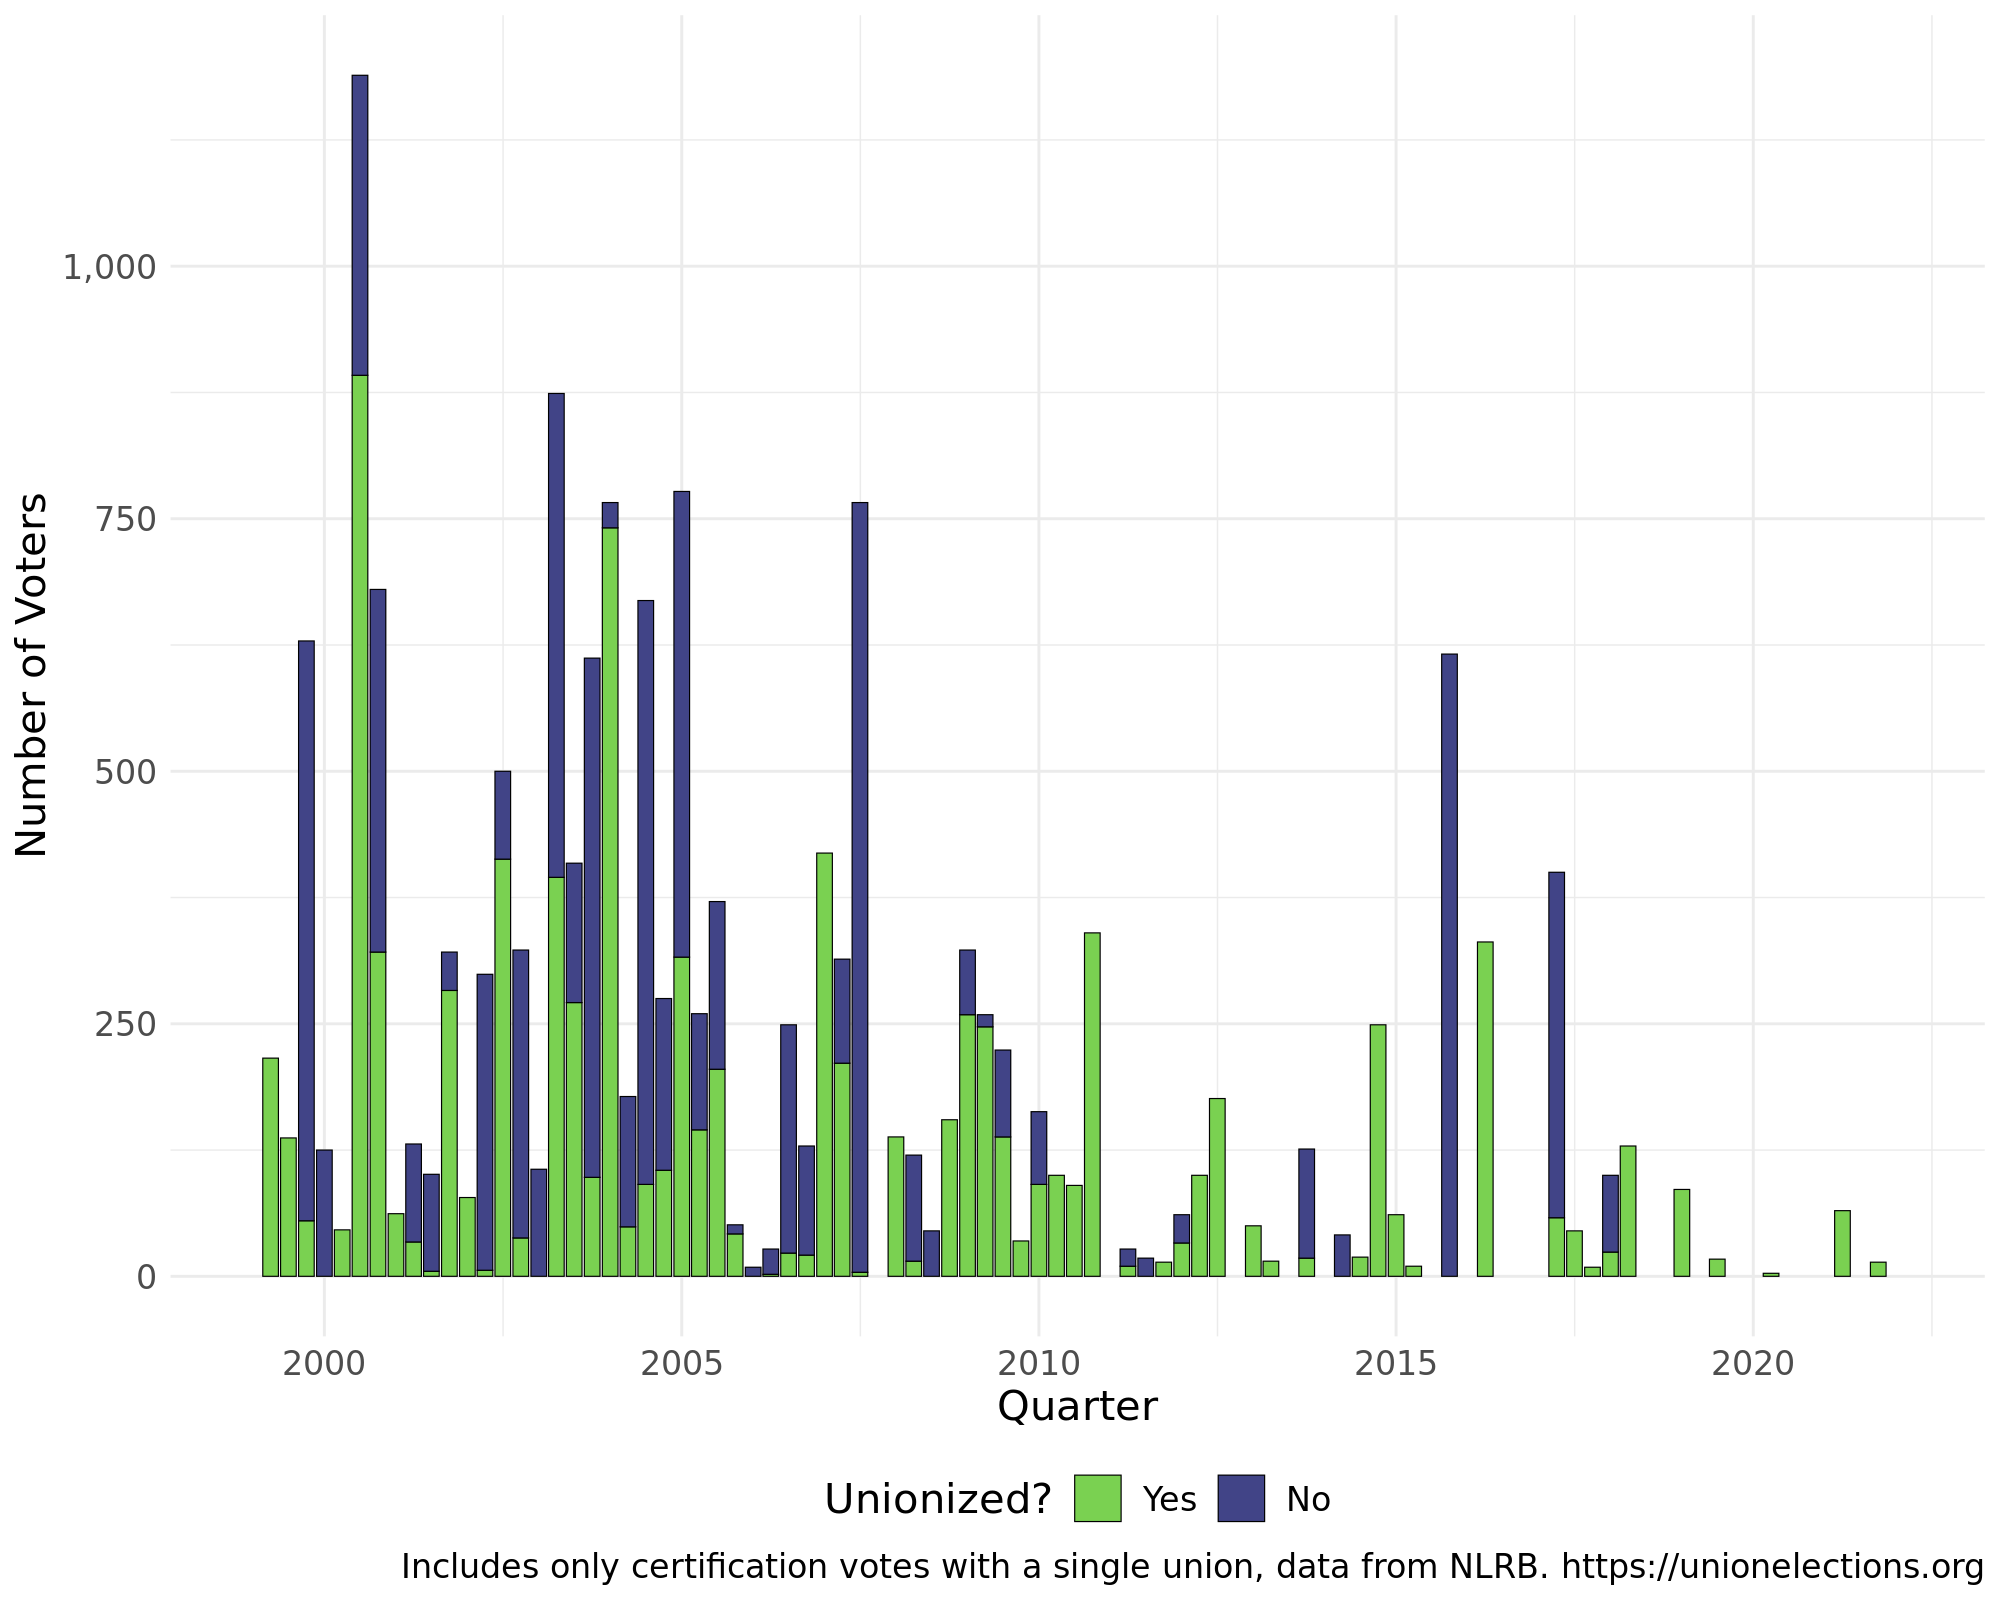 Number of Voters
1,000
750
500
250
0
2000 2005 2010 2015 2020
Quarter
Unionized? Yes No
Includes only certification votes with a single union, data from NLRB. https://unionelections.org